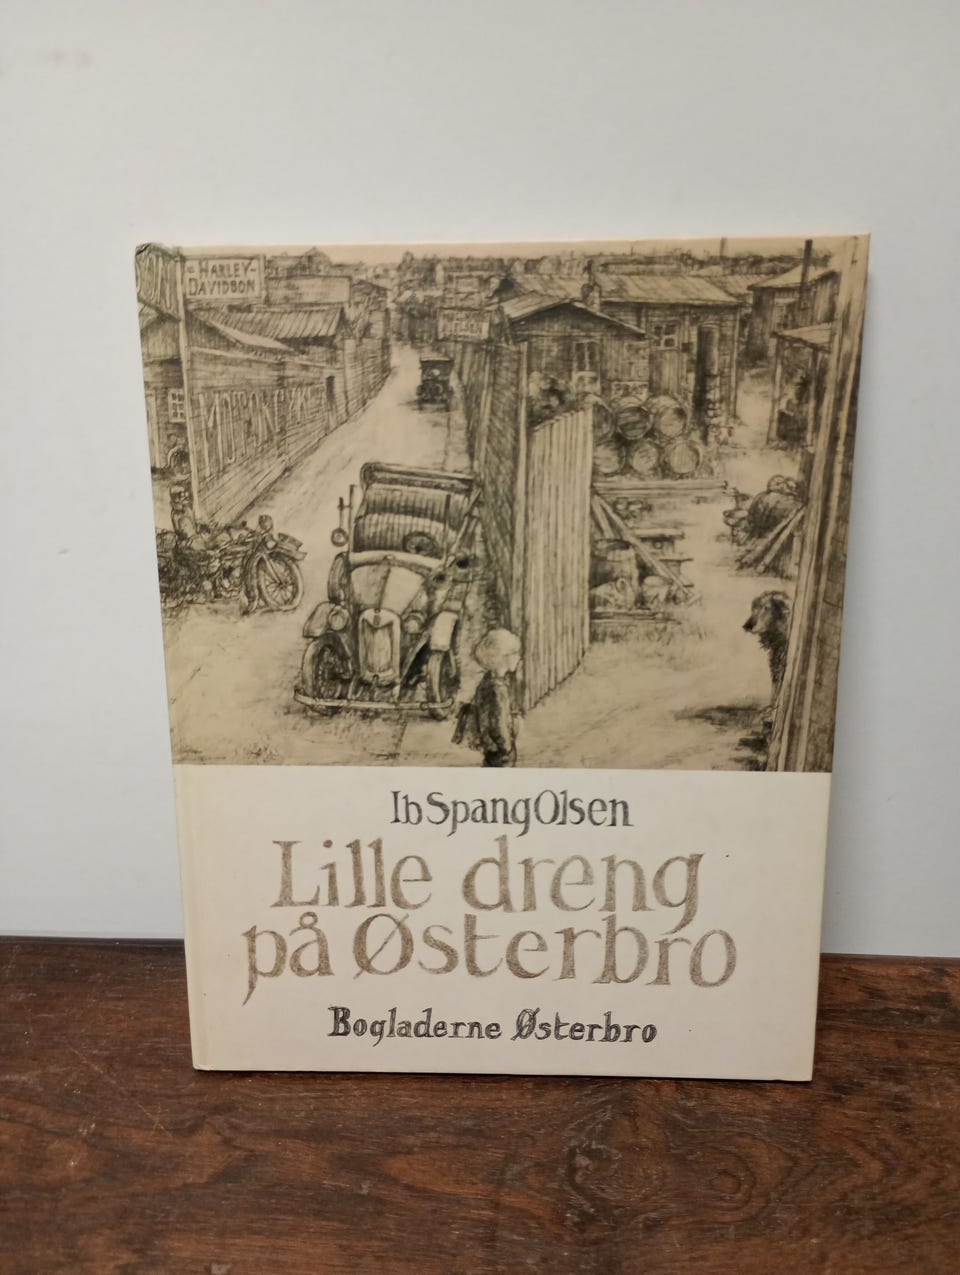 HARLEY-
DAVIDSON
Ib Spang Olsen
Lille dreng
på Østerbro
Bogladerne Østerbro